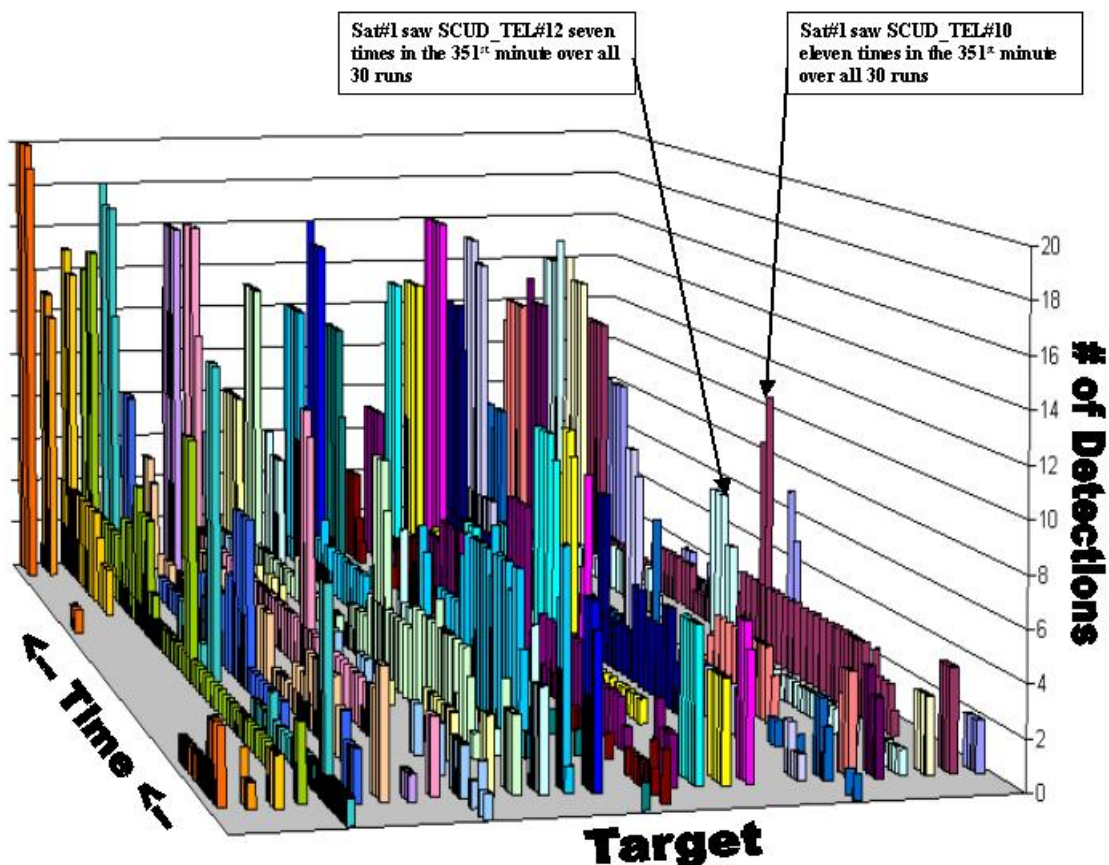 Sat#1 saw SCUD_TEL#12 seven
times in the 351st minute over all
30 runs
Sat#1 saw SCUD_TEL#10
eleven times in the 351st minute
over all 30 runs
20
18
16
14
12
10
8
6
4
2
0
# of Detections
<-- Time <--
Target